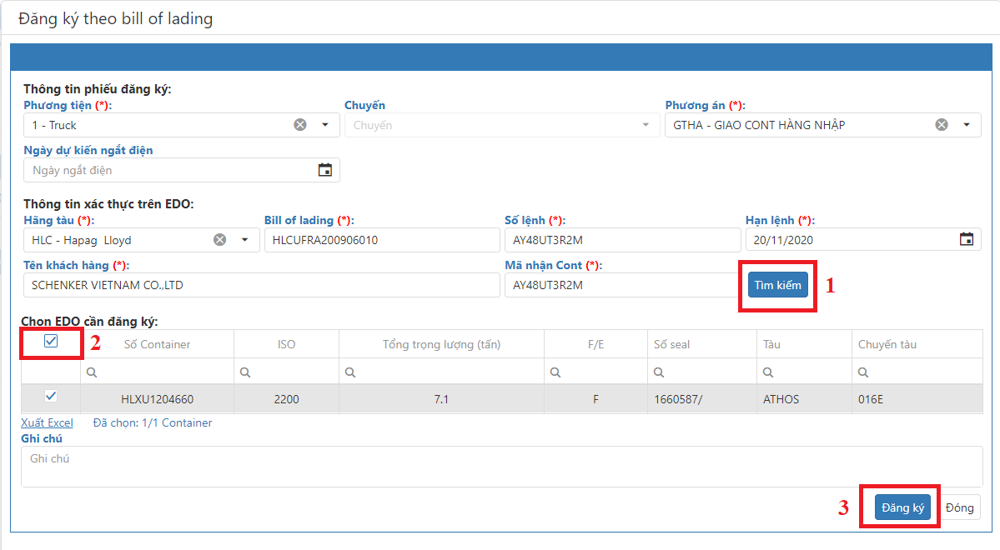 Đăng ký theo bill of lading
Thông tin phiếu đăng ký:
Phương tiện (*): Chuyến Phương án (*):
1 - Truck Chuyến GTHA - GIAO CONT HÀNG NHẬP
Ngày dự kiến ngắt điện
Ngày ngắt điện
Thông tin xác thực trên EDO:
Hãng tàu (*): Bill of lading (*): Số lệnh (*): Hạn lệnh (*):
HLC - Hapag Lloyd HLCUFRA200906010 AY48UT3R2M 20/11/2020
Tên khách hàng (*): Mã nhận Cont (*):
SCHENKER VIETNAM CO.,LTD AY48UT3R2M Tìm kiếm 1
Chọn EDO cần đăng ký:
2 Số Container ISO Tổng trọng lượng (tấn) F/E Số seal Tàu Chuyến tàu
HLXU1204660 2200 7.1 F 1660587/ ATHOS 016E
Xuất Excel Đã chọn: 1/1 Container
Ghi chú
Ghi chú
3 Đăng ký Đóng